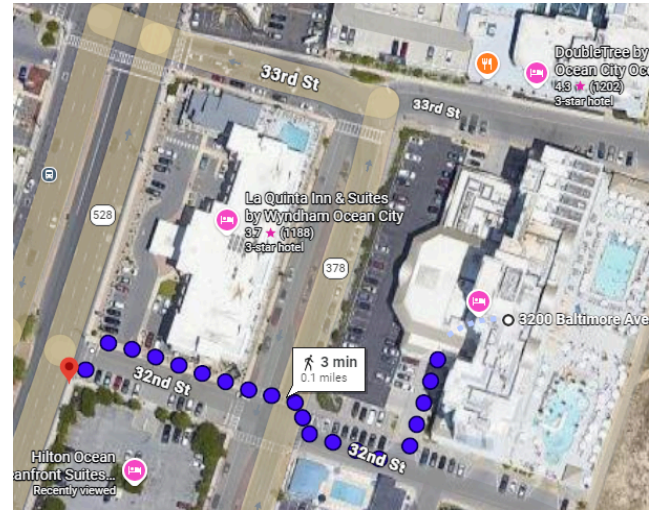 33rd St
33rd St
DoubleTree by
Ocean City Oc
4.3 ★ (1202)
3-star hotel
La Quinta Inn & Suites
by Wyndham Ocean City
3.7 ★ (1188)
3-star hotel
528
378
3200 Baltimore Ave
3 min
0.1 miles
32nd St
32nd St
Hilton Ocean
anfront Suites...
Recently viewed